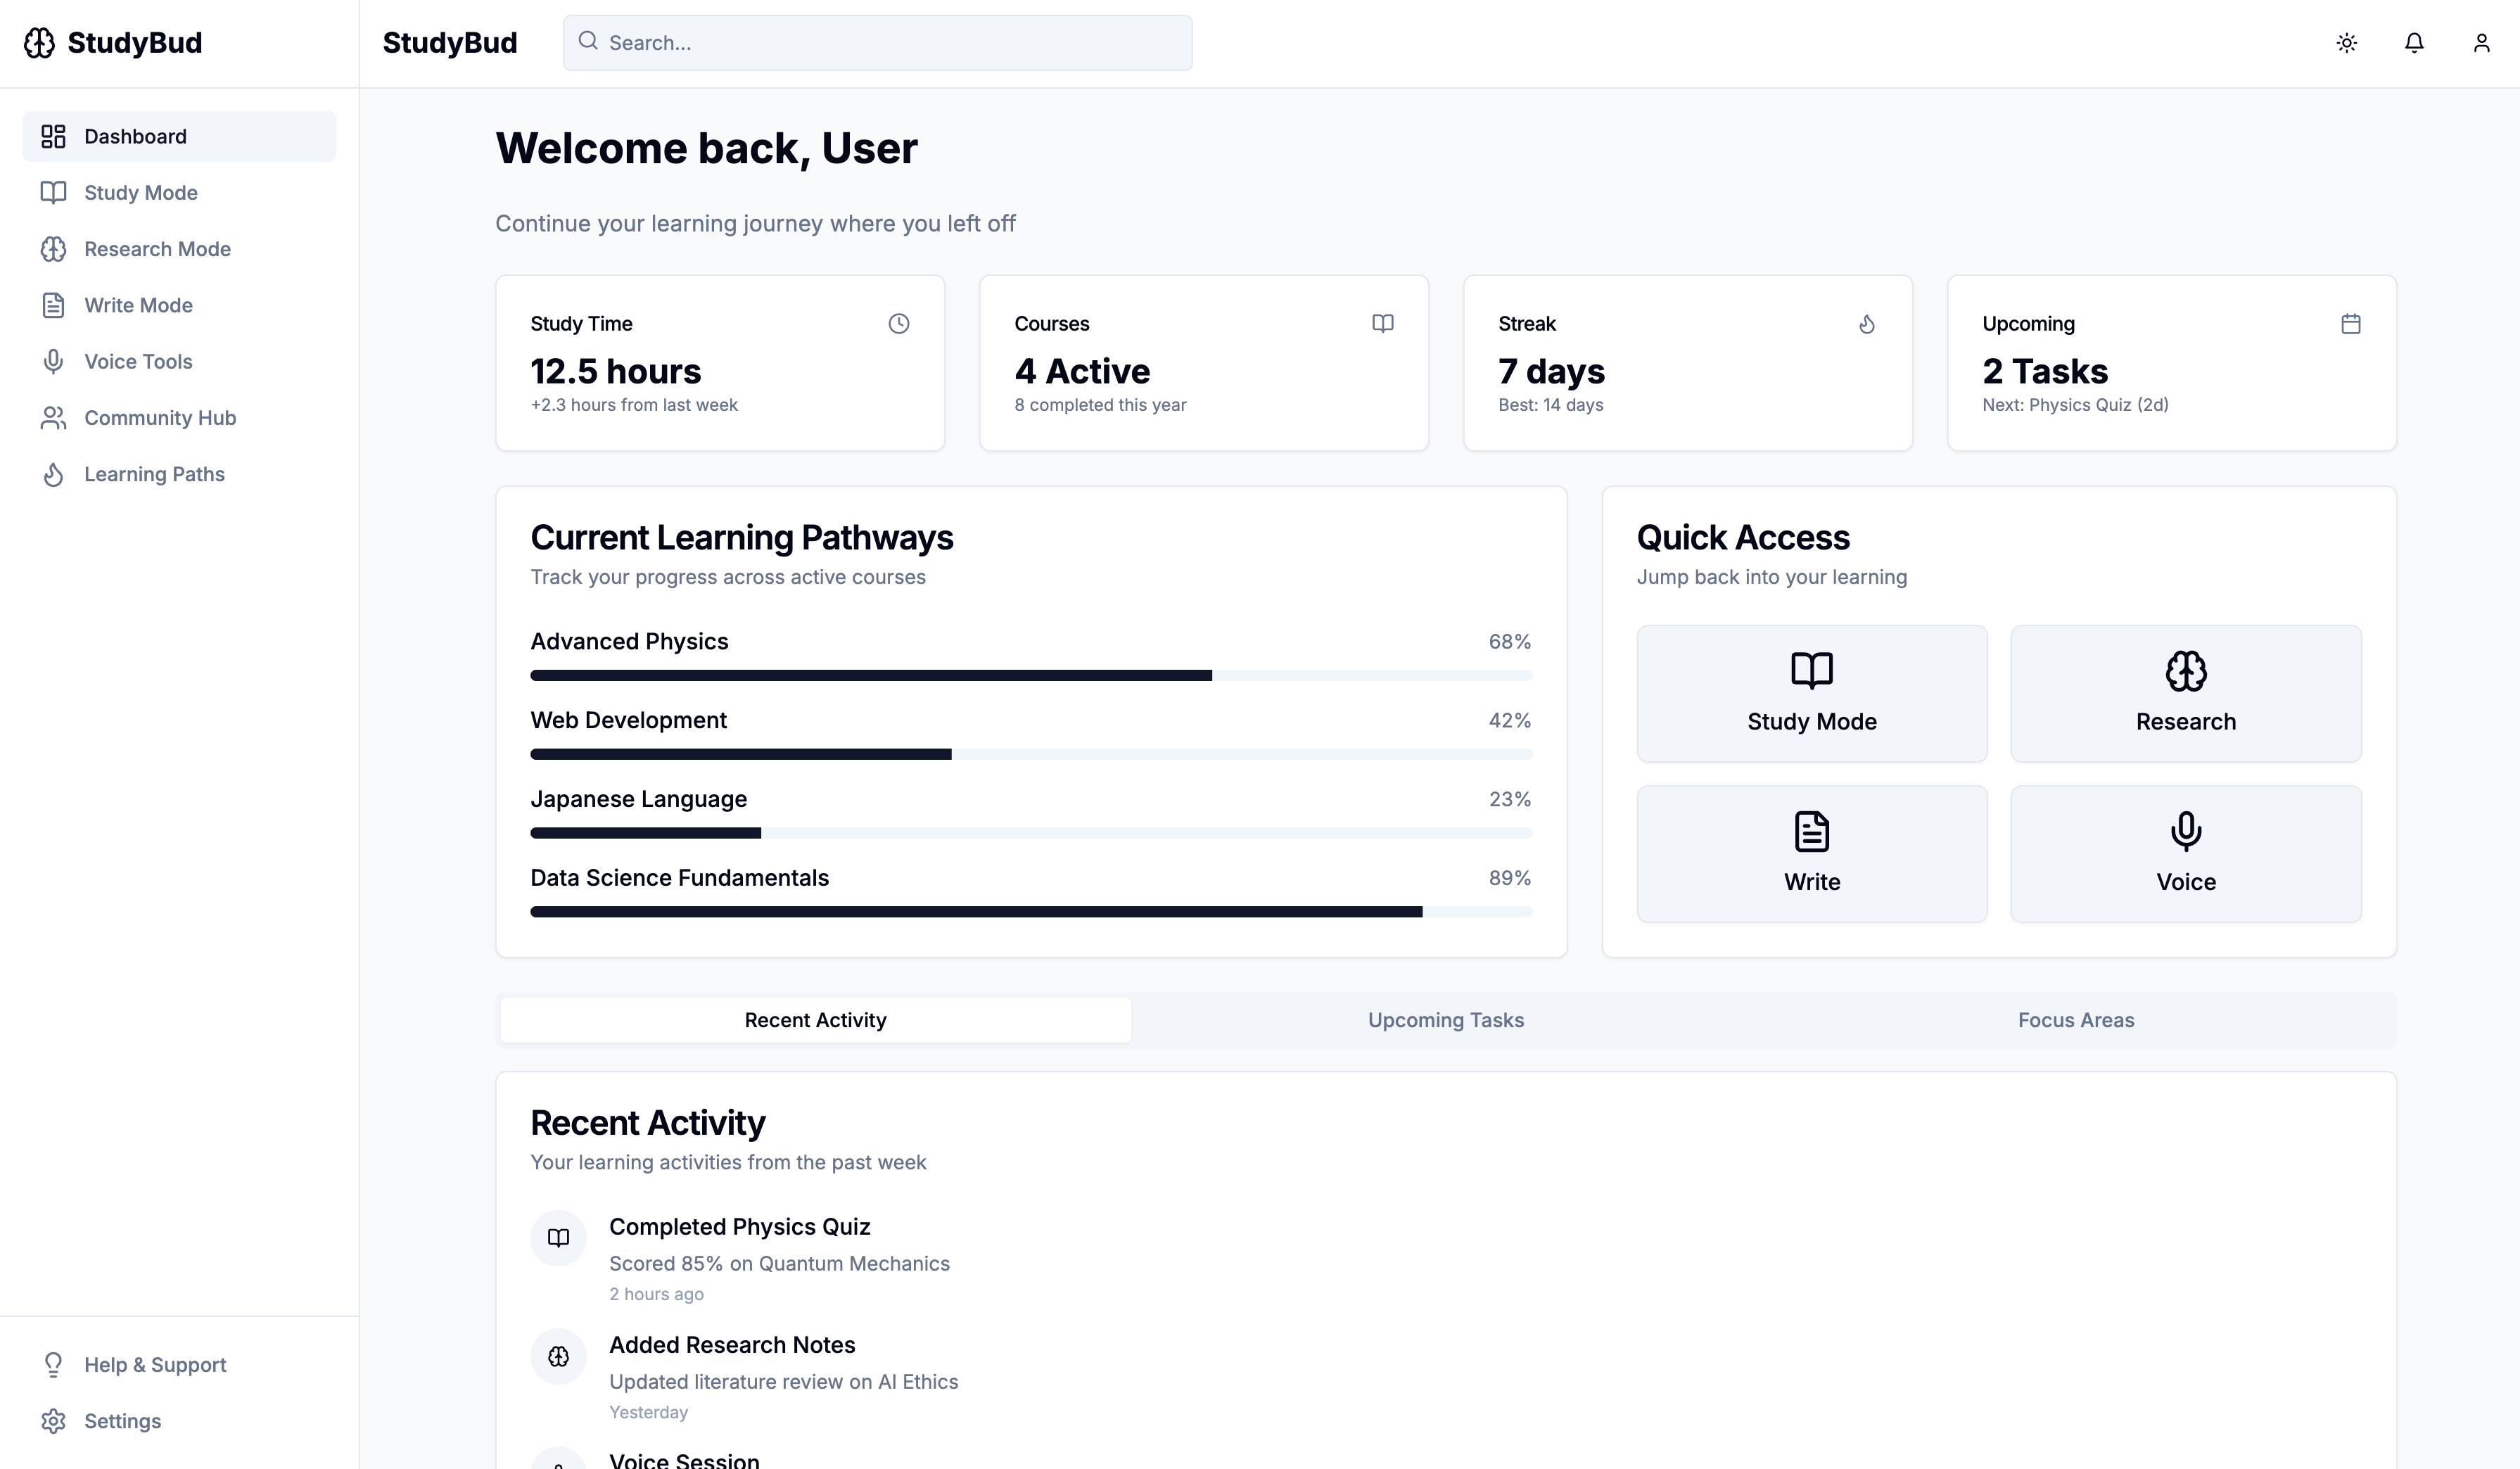 StudyBud
Dashboard
Study Mode
Research Mode
Write Mode
Voice Tools
Community Hub
Learning Paths
Help & Support
Settings
StudyBud
Search...
Welcome back, User
Continue your learning journey where you left off
Study Time
12.5 hours
+2.3 hours from last week
Courses
4 Active
8 completed this year
Streak
7 days
Best: 14 days
Upcoming
2 Tasks
Next: Physics Quiz (2d)
Current Learning Pathways
Track your progress across active courses
Advanced Physics 68%
Web Development 42%
Japanese Language 23%
Data Science Fundamentals 89%
Quick Access
Jump back into your learning
Study Mode
Research
Write
Voice
Recent Activity
Upcoming Tasks
Focus Areas
Recent Activity
Your learning activities from the past week
Completed Physics Quiz
Scored 85% on Quantum Mechanics
2 hours ago
Added Research Notes
Updated literature review on AI Ethics
Yesterday
Voice Session